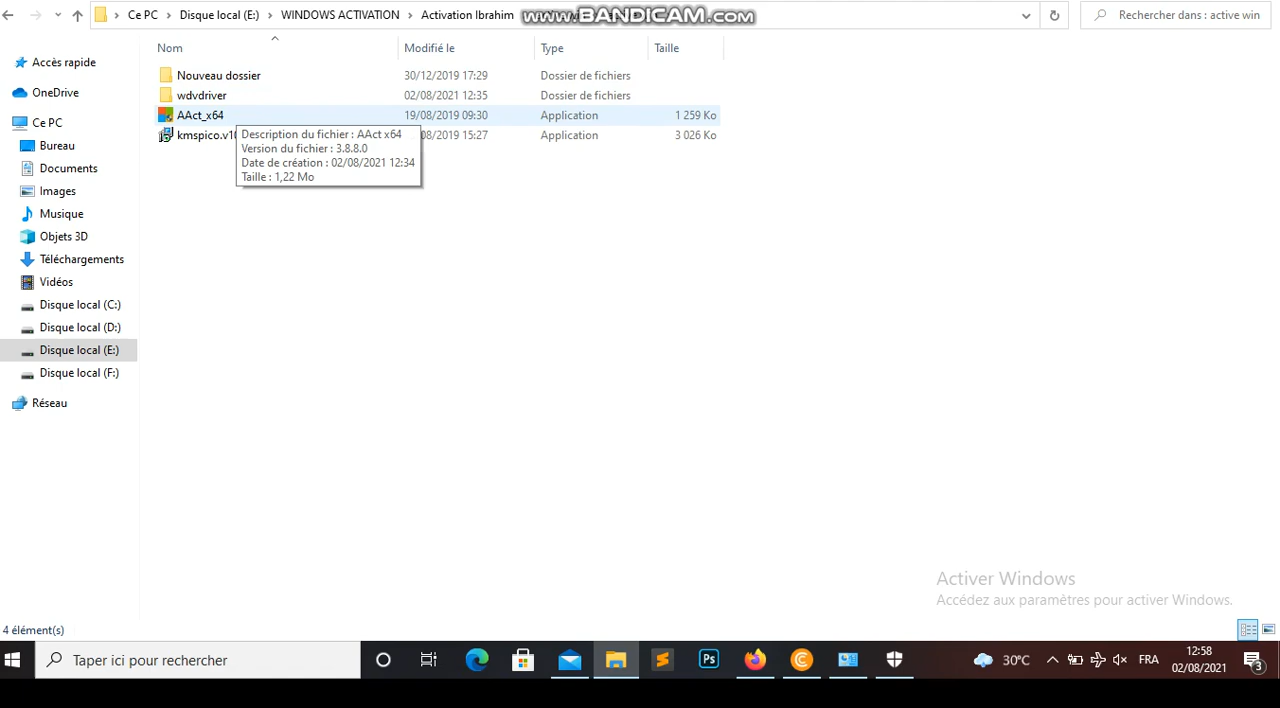 Ce PC > Disque local (E:) > WINDOWS ACTIVATION > Activation Ibrahim
www.BANDICAM.com
Rechercher dans : active win
Nom Modifié le Type Taille
Nouveau dossier 30/12/2019 17:29 Dossier de fichiers
wdvdriver 02/08/2021 12:35 Dossier de fichiers
AAct_x64 19/08/2019 09:30 Application 1 259 Ko
kmspico.v10 08/2019 15:27 Application 3 026 Ko
Description du fichier : AAct x64
Version du fichier : 3.8.8.0
Date de création : 02/08/2021 12:34
Taille : 1,22 Mo
Accès rapide
OneDrive
Ce PC
Bureau
Documents
Images
Musique
Objets 3D
Téléchargements
Vidéos
Disque local (C:)
Disque local (D:)
Disque local (E:)
Disque local (F:)
Réseau
Activer Windows
Accédez aux paramètres pour activer Windows.
4 élément(s)
Taper ici pour rechercher
Ps
30°C
FRA
12:58
02/08/2021
3